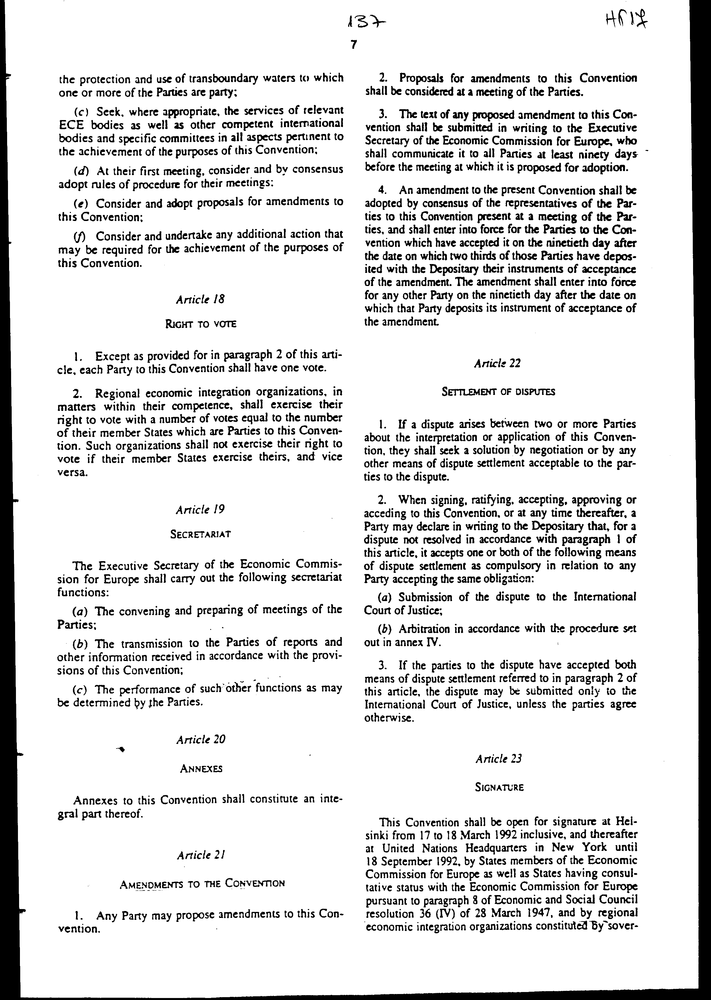 137
7
the protection and use of transboundary waters to which
one or more of the Parties are party;
(c) Seek, where appropriate, the services of relevant
ECE bodies as well as other competent international
bodies and specific committees in all aspects pertinent to
the achievement of the purposes of this Convention;
(d) At their first meeting, consider and by consensus
adopt rules of procedure for their meetings;
(e) Consider and adopt proposals for amendments to
this Convention;
(f) Consider and undertake any additional action that
may be required for the achievement of the purposes of
this Convention.
Article 18
RIGHT TO VOTE
1. Except as provided for in paragraph 2 of this arti-
cle, each Party to this Convention shall have one vote.
2. Regional economic integration organizations, in
matters within their competence, shall exercise their
right to vote with a number of votes equal to the number
of their member States which are Parties to this Conven-
tion. Such organizations shall not exercise their right to
vote if their member States exercise theirs, and vice
versa.
Article 19
SECRETARIAT
The Executive Secretary of the Economic Commis-
sion for Europe shall carry out the following secretariat
functions:
(a) The convening and preparing of meetings of the
Parties;
(b) The transmission to the Parties of reports and
other information received in accordance with the provi-
sions of this Convention;
(c) The performance of such other functions as may
be determined by the Parties.
Article 20
ANNEXES
Annexes to this Convention shall constitute an inte-
gral part thereof.
Article 21
AMENDMENTS TO THE CONVENTION
1. Any Party may propose amendments to this Con-
vention.
2. Proposals for amendments to this Convention
shall be considered at a meeting of the Parties.
3. The text of any proposed amendment to this Con-
vention shall be submitted in writing to the Executive
Secretary of the Economic Commission for Europe, who
shall communicate it to all Parties at least ninety days
before the meeting at which it is proposed for adoption.
4. An amendment to the present Convention shall be
adopted by consensus of the representatives of the Par-
ties to this Convention present at a meeting of the Par-
ties, and shall enter into force for the Parties to the Con-
vention which have accepted it on the ninetieth day after
the date on which two thirds of those Parties have depos-
ited with the Depositary their instruments of acceptance
of the amendment. The amendment shall enter into force
for any other Party on the ninetieth day after the date on
which that Party deposits its instrument of acceptance of
the amendment.
Article 22
SETTLEMENT OF DISPUTES
1. If a dispute arises between two or more Parties
about the interpretation or application of this Conven-
tion, they shall seek a solution by negotiation or by any
other means of dispute settlement acceptable to the par-
ties to the dispute.
2. When signing, ratifying, accepting, approving or
acceding to this Convention, or at any time thereafter, a
Party may declare in writing to the Depositary that, for a
dispute not resolved in accordance with paragraph 1 of
this article, it accepts one or both of the following means
of dispute settlement as compulsory in relation to any
Party accepting the same obligation:
(a) Submission of the dispute to the International
Court of Justice;
(b) Arbitration in accordance with the procedure set
out in annex IV.
3. If the parties to the dispute have accepted both
means of dispute settlement referred to in paragraph 2 of
this article, the dispute may be submitted only to the
International Court of Justice, unless the parties agree
otherwise.
Article 23
SIGNATURE
This Convention shall be open for signature at Hel-
sinki from 17 to 18 March 1992 inclusive, and thereafter
at United Nations Headquarters in New York until
18 September 1992, by States members of the Economic
Commission for Europe as well as States having consul-
tative status with the Economic Commission for Europe
pursuant to paragraph 8 of Economic and Social Council
resolution 36 (IV) of 28 March 1947, and by regional
economic integration organizations constituted by sover-